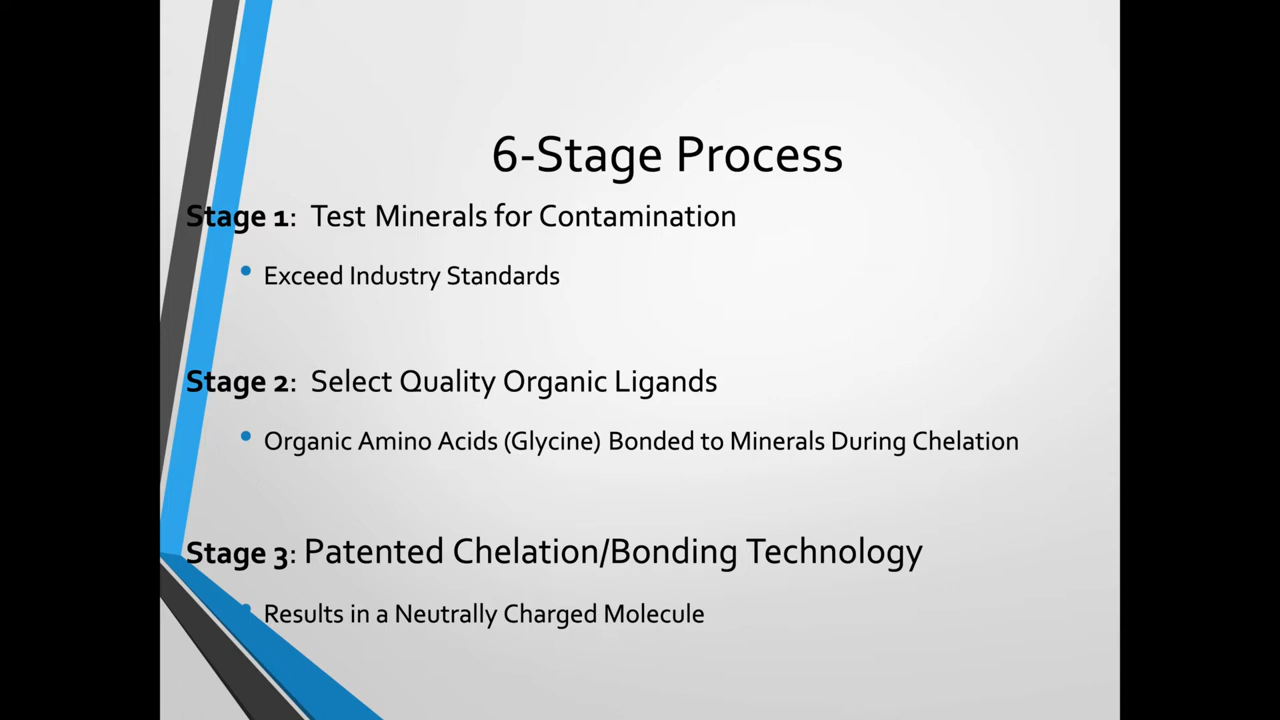 6-Stage Process
Stage 1:  Test Minerals for Contamination
• Exceed Industry Standards
Stage 2:  Select Quality Organic Ligands
• Organic Amino Acids (Glycine) Bonded to Minerals During Chelation
Stage 3: Patented Chelation/Bonding Technology
• Results in a Neutrally Charged Molecule